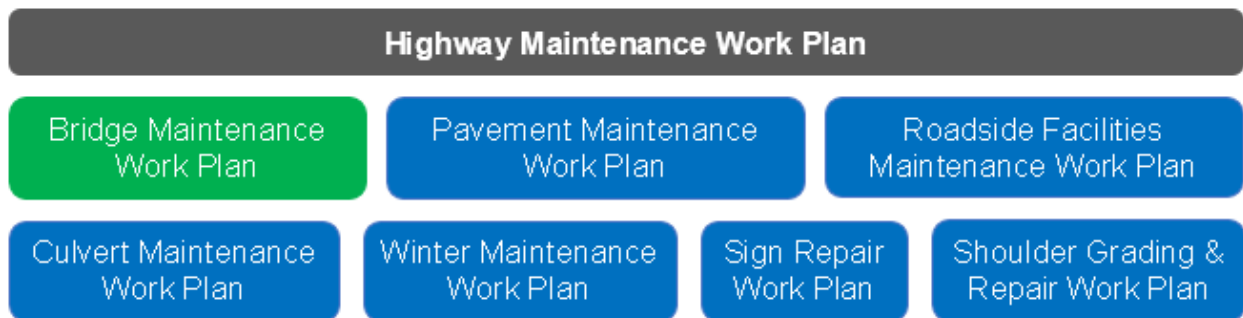 Highway Maintenance Work Plan
Bridge Maintenance
Work Plan
Pavement Maintenance
Work Plan
Roadside Facilities
Maintenance Work Plan
Culvert Maintenance
Work Plan
Winter Maintenance
Work Plan
Sign Repair
Work Plan
Shoulder Grading &
Repair Work Plan